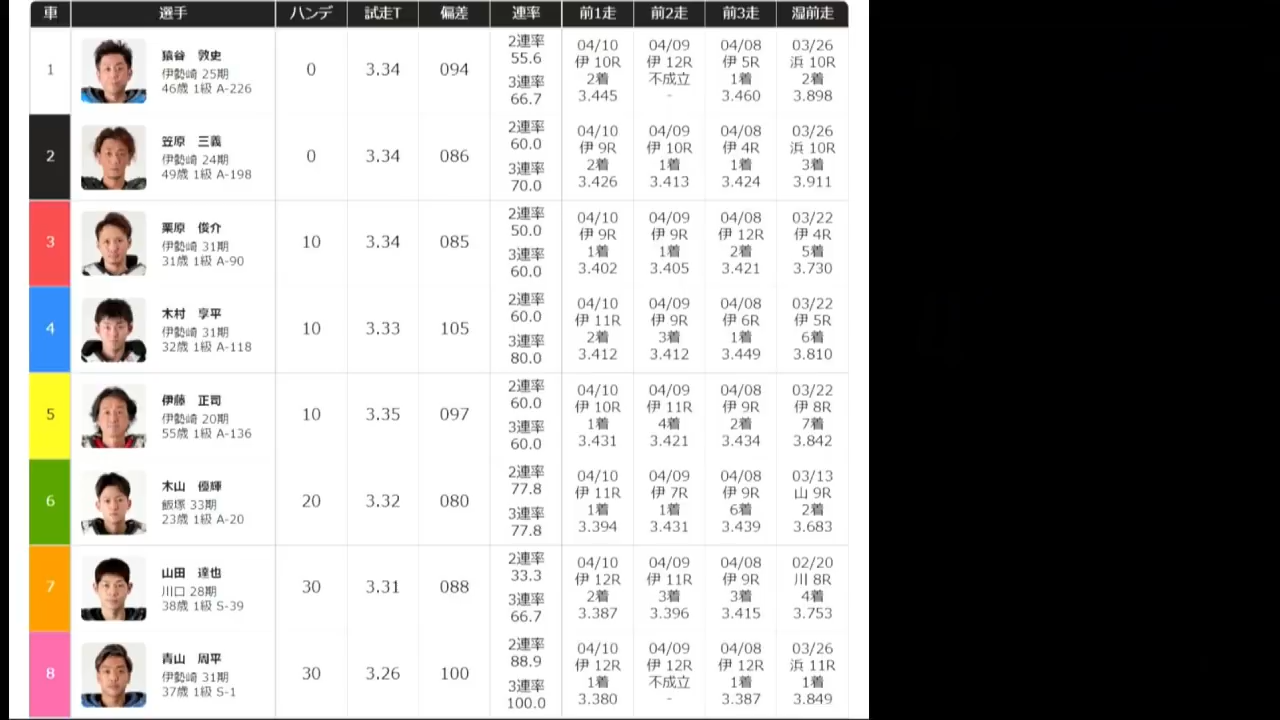 車 選手 ハンデ 試走T 偏差 連率 前1走 前2走 前3走 湿前走
1 猿谷 敦史 伊勢崎 25期 46歳 1級 A-226 0 3.34 094 2連率 55.6 3連率 66.7 04/10 伊 10R 2着 3.445 04/09 伊 12R 不成立 - 04/08 伊 5R 1着 3.460 03/26 浜 10R 2着 3.898
2 笠原 三義 伊勢崎 24期 49歳 1級 A-198 0 3.34 086 2連率 60.0 3連率 70.0 04/10 伊 9R 2着 3.426 04/09 伊 10R 1着 3.413 04/08 伊 4R 1着 3.424 03/26 浜 10R 3着 3.911
3 栗原 俊介 伊勢崎 31期 31歳 1級 A-90 10 3.34 085 2連率 50.0 3連率 60.0 04/10 伊 9R 1着 3.402 04/09 伊 9R 1着 3.405 04/08 伊 12R 2着 3.421 03/22 伊 4R 5着 3.730
4 木村 享平 伊勢崎 31期 32歳 1級 A-118 10 3.33 105 2連率 60.0 3連率 80.0 04/10 伊 11R 2着 3.412 04/09 伊 9R 3着 3.412 04/08 伊 6R 1着 3.449 03/22 伊 5R 6着 3.810
5 伊藤 正司 伊勢崎 20期 55歳 1級 A-136 10 3.35 097 2連率 60.0 3連率 60.0 04/10 伊 10R 1着 3.431 04/09 伊 11R 4着 3.421 04/08 伊 9R 2着 3.434 03/22 伊 8R 7着 3.842
6 木山 優輝 飯塚 33期 23歳 1級 A-20 20 3.32 080 2連率 77.8 3連率 77.8 04/10 伊 11R 1着 3.394 04/09 伊 7R 1着 3.431 04/08 伊 9R 6着 3.439 03/13 山 9R 2着 3.683
7 山田 達也 川口 28期 38歳 1級 S-39 30 3.31 088 2連率 33.3 3連率 66.7 04/10 伊 12R 2着 3.387 04/09 伊 11R 3着 3.396 04/08 伊 9R 3着 3.415 02/20 川 8R 4着 3.753
8 青山 周平 伊勢崎 31期 37歳 1級 S-1 30 3.26 100 2連率 88.9 3連率 100.0 04/10 伊 12R 1着 3.380 04/09 伊 12R 不成立 - 04/08 伊 12R 1着 3.387 03/26 浜 11R 1着 3.849